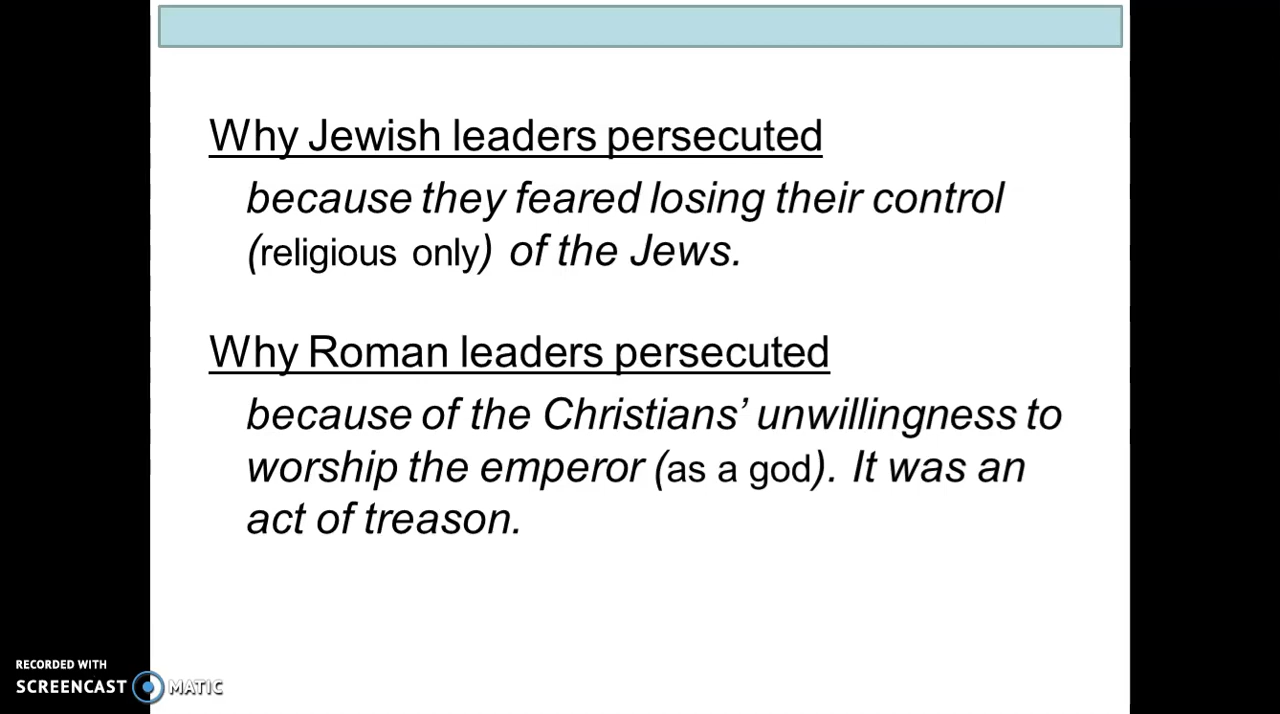 Why Jewish leaders persecuted
because they feared losing their control
(religious only) of the Jews.
Why Roman leaders persecuted
because of the Christians’ unwillingness to
worship the emperor (as a god). It was an
act of treason.
RECORDED WITH
SCREENCAST MATIC